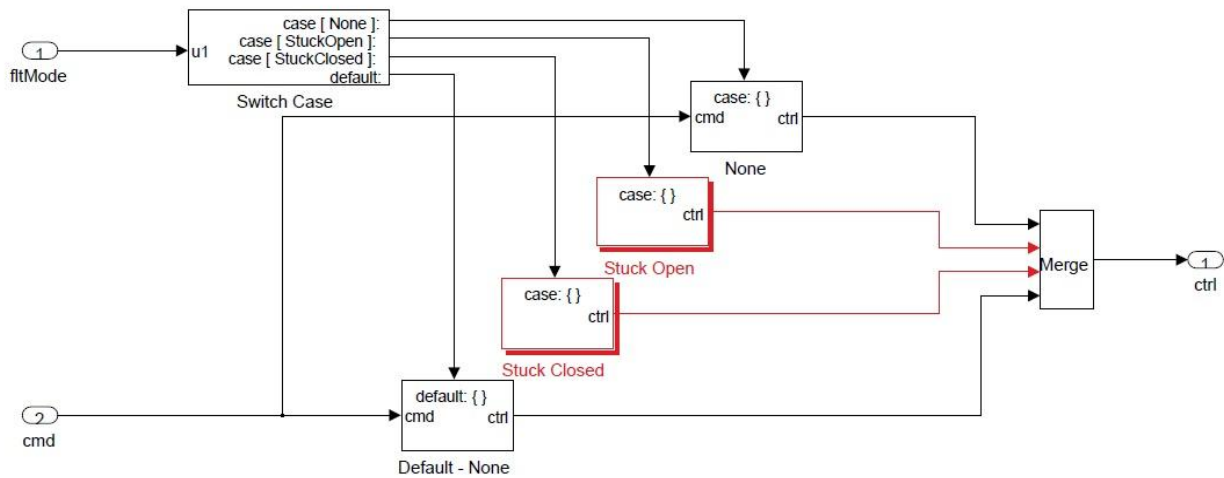 case [ None ]:
case [ StuckOpen ]:
case [ StuckClosed ]:
default:
u1
1
fltMode
Switch Case
case: { }
cmd
ctrl
None
case: { }
ctrl
Stuck Open
case: { }
ctrl
Stuck Closed
Merge
1
ctrl
default: { }
cmd
ctrl
Default - None
2
cmd